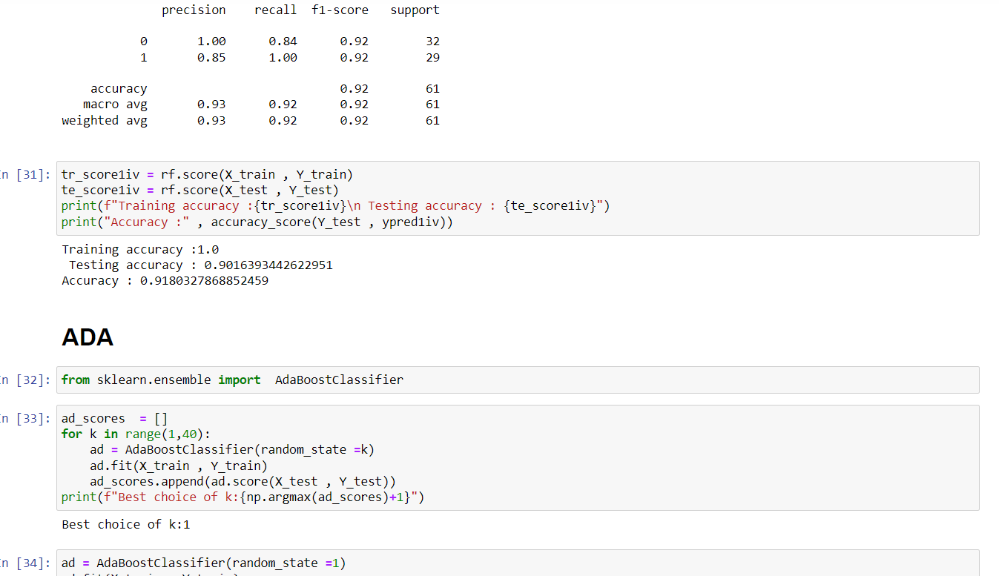 precision recall f1-score support
0 1.00 0.84 0.92 32
1 0.85 1.00 0.92 29
accuracy 0.92 61
macro avg 0.93 0.92 0.92 61
weighted avg 0.93 0.92 0.92 61
n [31]: tr_score1iv = rf.score(X_train , Y_train)
te_score1iv = rf.score(X_test , Y_test)
print(f"Training accuracy :{tr_score1iv}\n Testing accuracy : {te_score1iv}")
print("Accuracy :" , accuracy_score(Y_test , ypred1iv))
Training accuracy :1.0
Testing accuracy : 0.9016393442622951
Accuracy : 0.9180327868852459
ADA
n [32]: from sklearn.ensemble import  AdaBoostClassifier
n [33]: ad_scores  = []
for k in range(1,40):
    ad = AdaBoostClassifier(random_state =k)
    ad.fit(X_train , Y_train)
    ad_scores.append(ad.score(X_test , Y_test))
print(f"Best choice of k:{np.argmax(ad_scores)+1}")
Best choice of k:1
n [34]: ad = AdaBoostClassifier(random_state =1)